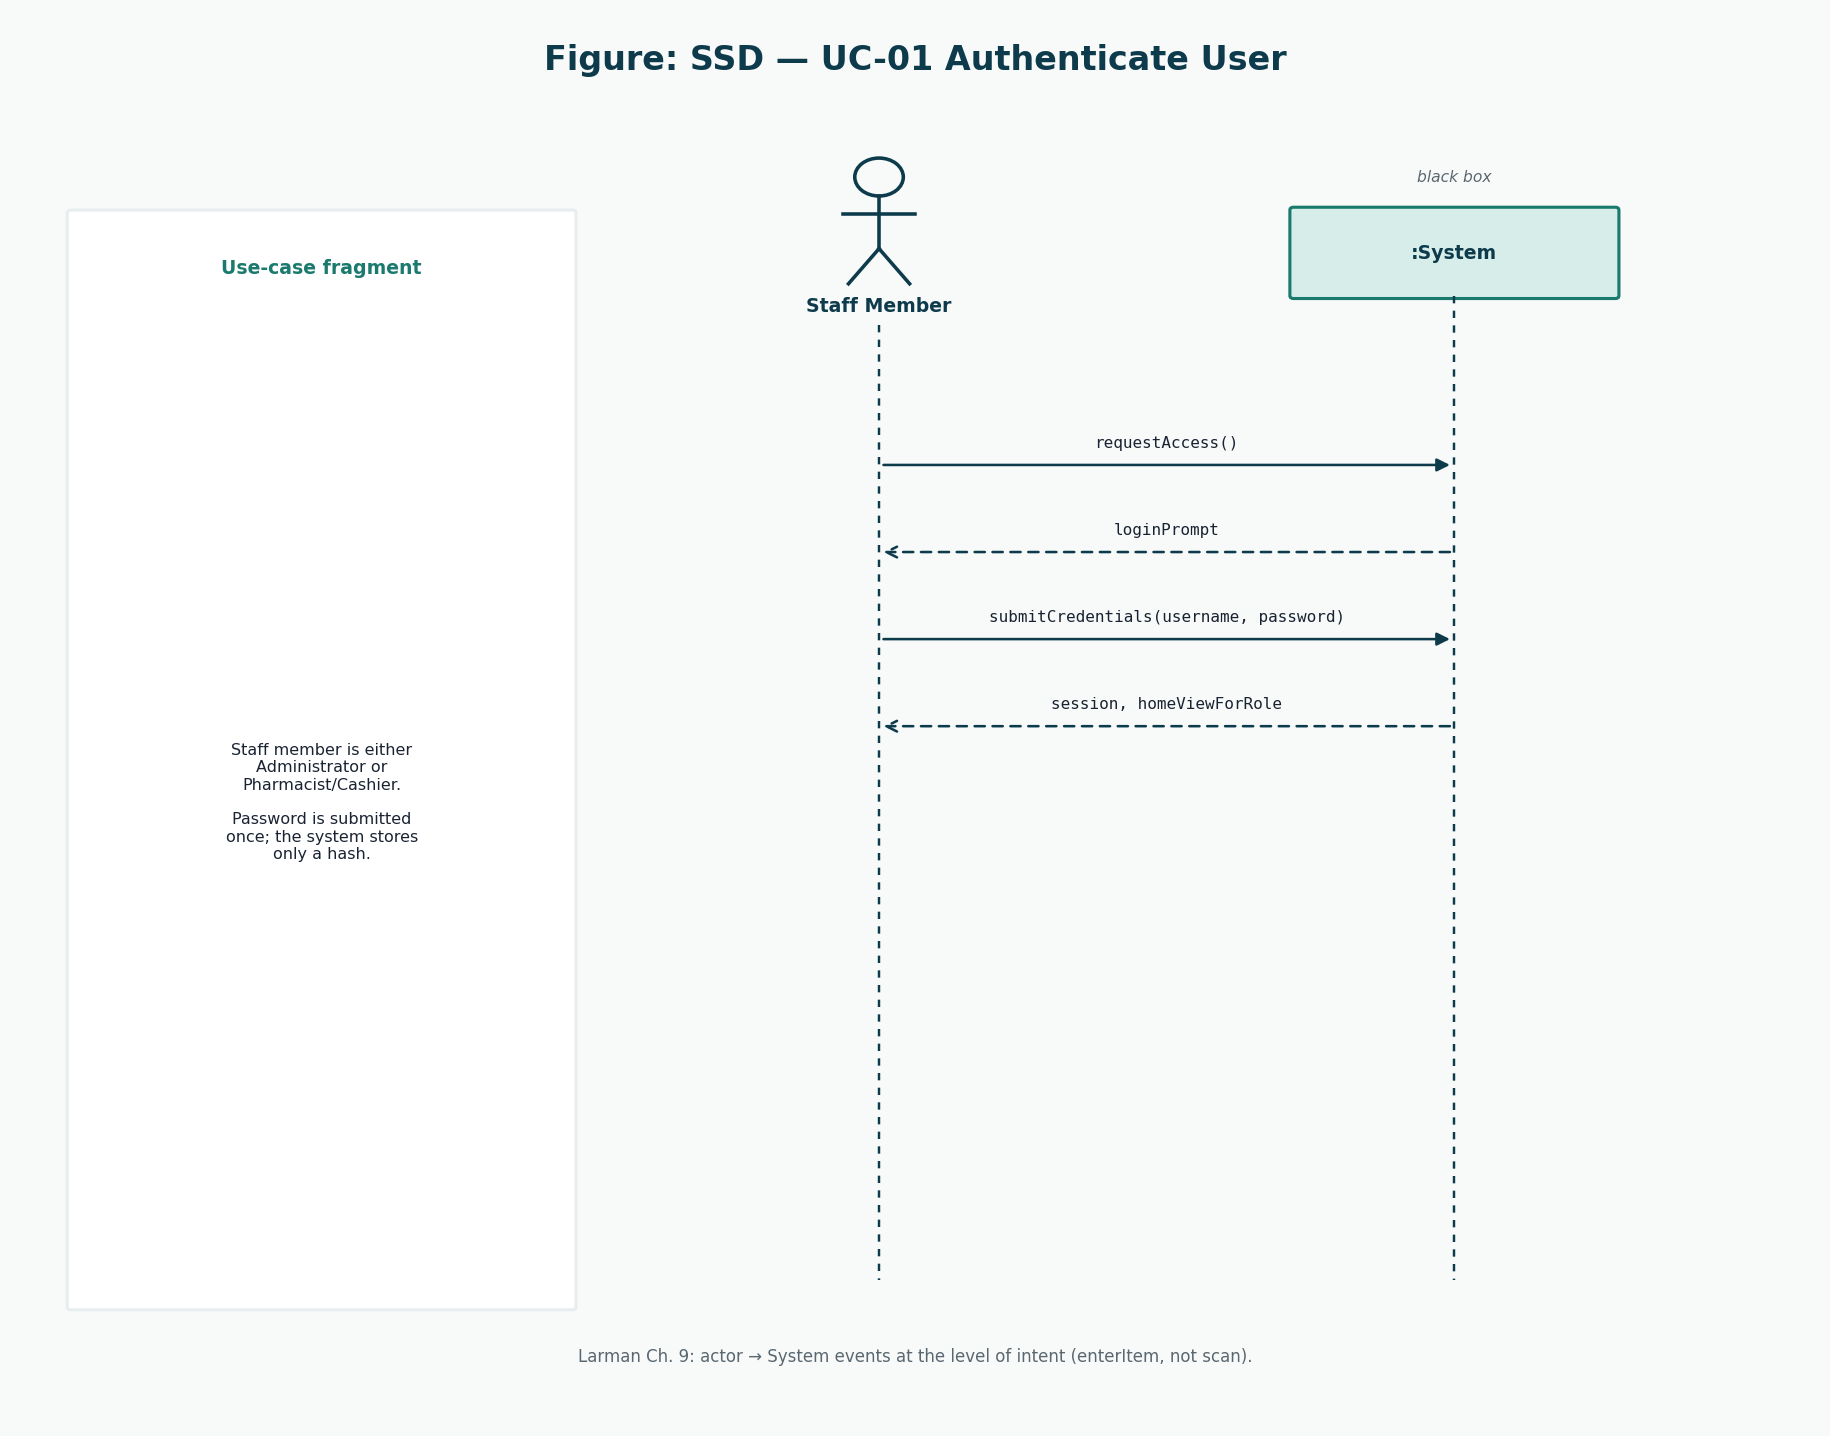 Figure: SSD — UC-01 Authenticate User
black box
Use-case fragment
:System
Staff Member
requestAccess()
loginPrompt
submitCredentials(username, password)
session, homeViewForRole
Staff member is either
Administrator or
Pharmacist/Cashier.
Password is submitted
once; the system stores
only a hash.
Larman Ch. 9: actor → System events at the level of intent (enterItem, not scan).